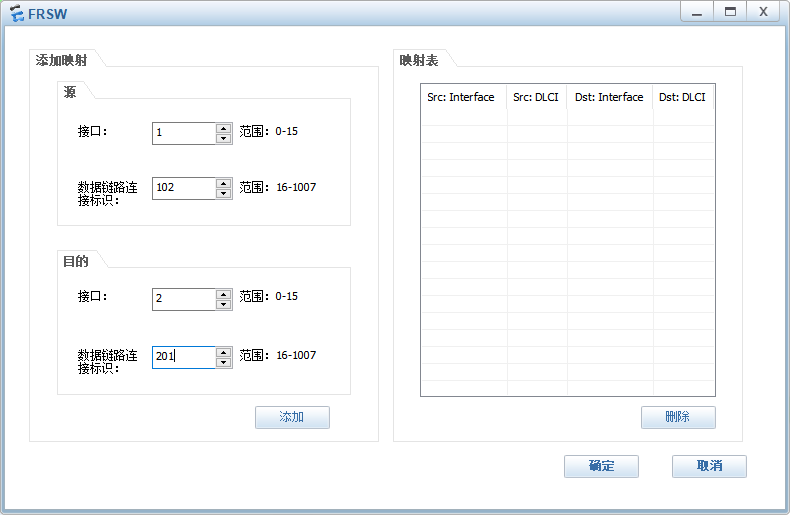 FRSW
添加映射
源
接口：
1
范围：0-15
数据链路连
接标识：
102
范围：16-1007
目的
接口：
2
范围：0-15
数据链路连
接标识：
201
范围：16-1007
添加
映射表
Src: Interface Src: DLCI Dst: Interface Dst: DLCI
删除
确定
取消